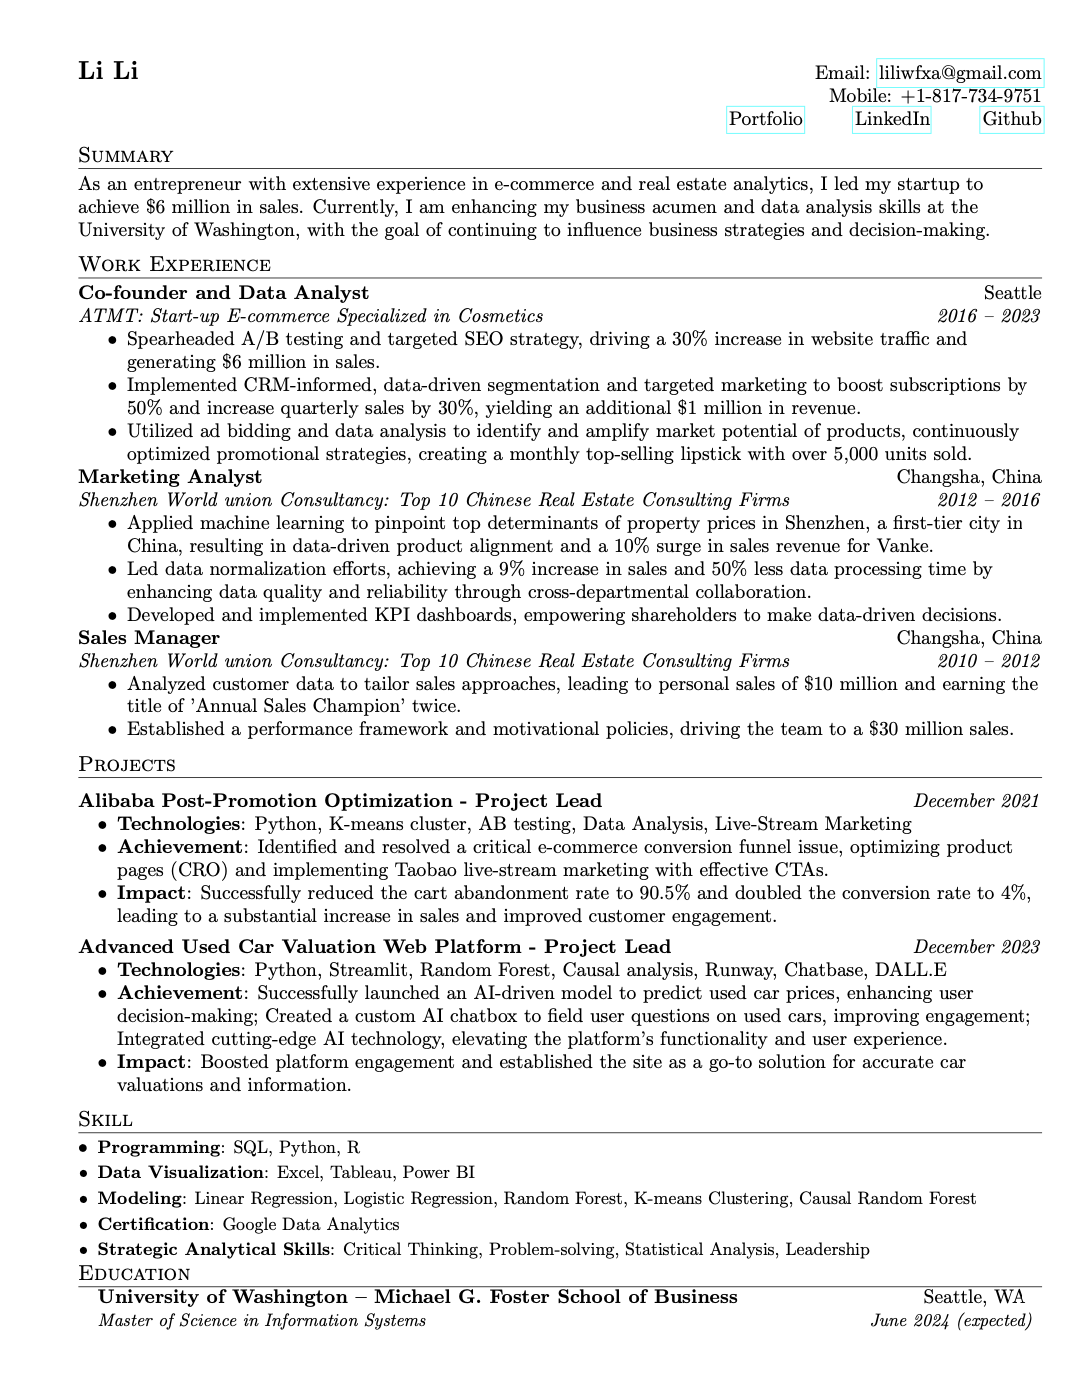 Li Li
Email: liliwfxa@gmail.com
Mobile: +1-817-734-9751
Portfolio LinkedIn Github
Summary
As an entrepreneur with extensive experience in e-commerce and real estate analytics, I led my startup to
achieve $6 million in sales. Currently, I am enhancing my business acumen and data analysis skills at the
University of Washington, with the goal of continuing to influence business strategies and decision-making.
Work Experience
Co-founder and Data Analyst Seattle
ATMT: Start-up E-commerce Specialized in Cosmetics 2016 – 2023
• Spearheaded A/B testing and targeted SEO strategy, driving a 30% increase in website traffic and
generating $6 million in sales.
• Implemented CRM-informed, data-driven segmentation and targeted marketing to boost subscriptions by
50% and increase quarterly sales by 30%, yielding an additional $1 million in revenue.
• Utilized ad bidding and data analysis to identify and amplify market potential of products, continuously
optimized promotional strategies, creating a monthly top-selling lipstick with over 5,000 units sold.
Marketing Analyst Changsha, China
Shenzhen World union Consultancy: Top 10 Chinese Real Estate Consulting Firms 2012 – 2016
• Applied machine learning to pinpoint top determinants of property prices in Shenzhen, a first-tier city in
China, resulting in data-driven product alignment and a 10% surge in sales revenue for Vanke.
• Led data normalization efforts, achieving a 9% increase in sales and 50% less data processing time by
enhancing data quality and reliability through cross-departmental collaboration.
• Developed and implemented KPI dashboards, empowering shareholders to make data-driven decisions.
Sales Manager Changsha, China
Shenzhen World union Consultancy: Top 10 Chinese Real Estate Consulting Firms 2010 – 2012
• Analyzed customer data to tailor sales approaches, leading to personal sales of $10 million and earning the
title of 'Annual Sales Champion' twice.
• Established a performance framework and motivational policies, driving the team to a $30 million sales.
Projects
Alibaba Post-Promotion Optimization - Project Lead December 2021
• Technologies: Python, K-means cluster, AB testing, Data Analysis, Live-Stream Marketing
• Achievement: Identified and resolved a critical e-commerce conversion funnel issue, optimizing product
pages (CRO) and implementing Taobao live-stream marketing with effective CTAs.
• Impact: Successfully reduced the cart abandonment rate to 90.5% and doubled the conversion rate to 4%,
leading to a substantial increase in sales and improved customer engagement.
Advanced Used Car Valuation Web Platform - Project Lead December 2023
• Technologies: Python, Streamlit, Random Forest, Causal analysis, Runway, Chatbase, DALL.E
• Achievement: Successfully launched an AI-driven model to predict used car prices, enhancing user
decision-making; Created a custom AI chatbox to field user questions on used cars, improving engagement;
Integrated cutting-edge AI technology, elevating the platform's functionality and user experience.
• Impact: Boosted platform engagement and established the site as a go-to solution for accurate car
valuations and information.
Skill
• Programming: SQL, Python, R
• Data Visualization: Excel, Tableau, Power BI
• Modeling: Linear Regression, Logistic Regression, Random Forest, K-means Clustering, Causal Random Forest
• Certification: Google Data Analytics
• Strategic Analytical Skills: Critical Thinking, Problem-solving, Statistical Analysis, Leadership
Education
University of Washington – Michael G. Foster School of Business Seattle, WA
Master of Science in Information Systems June 2024 (expected)